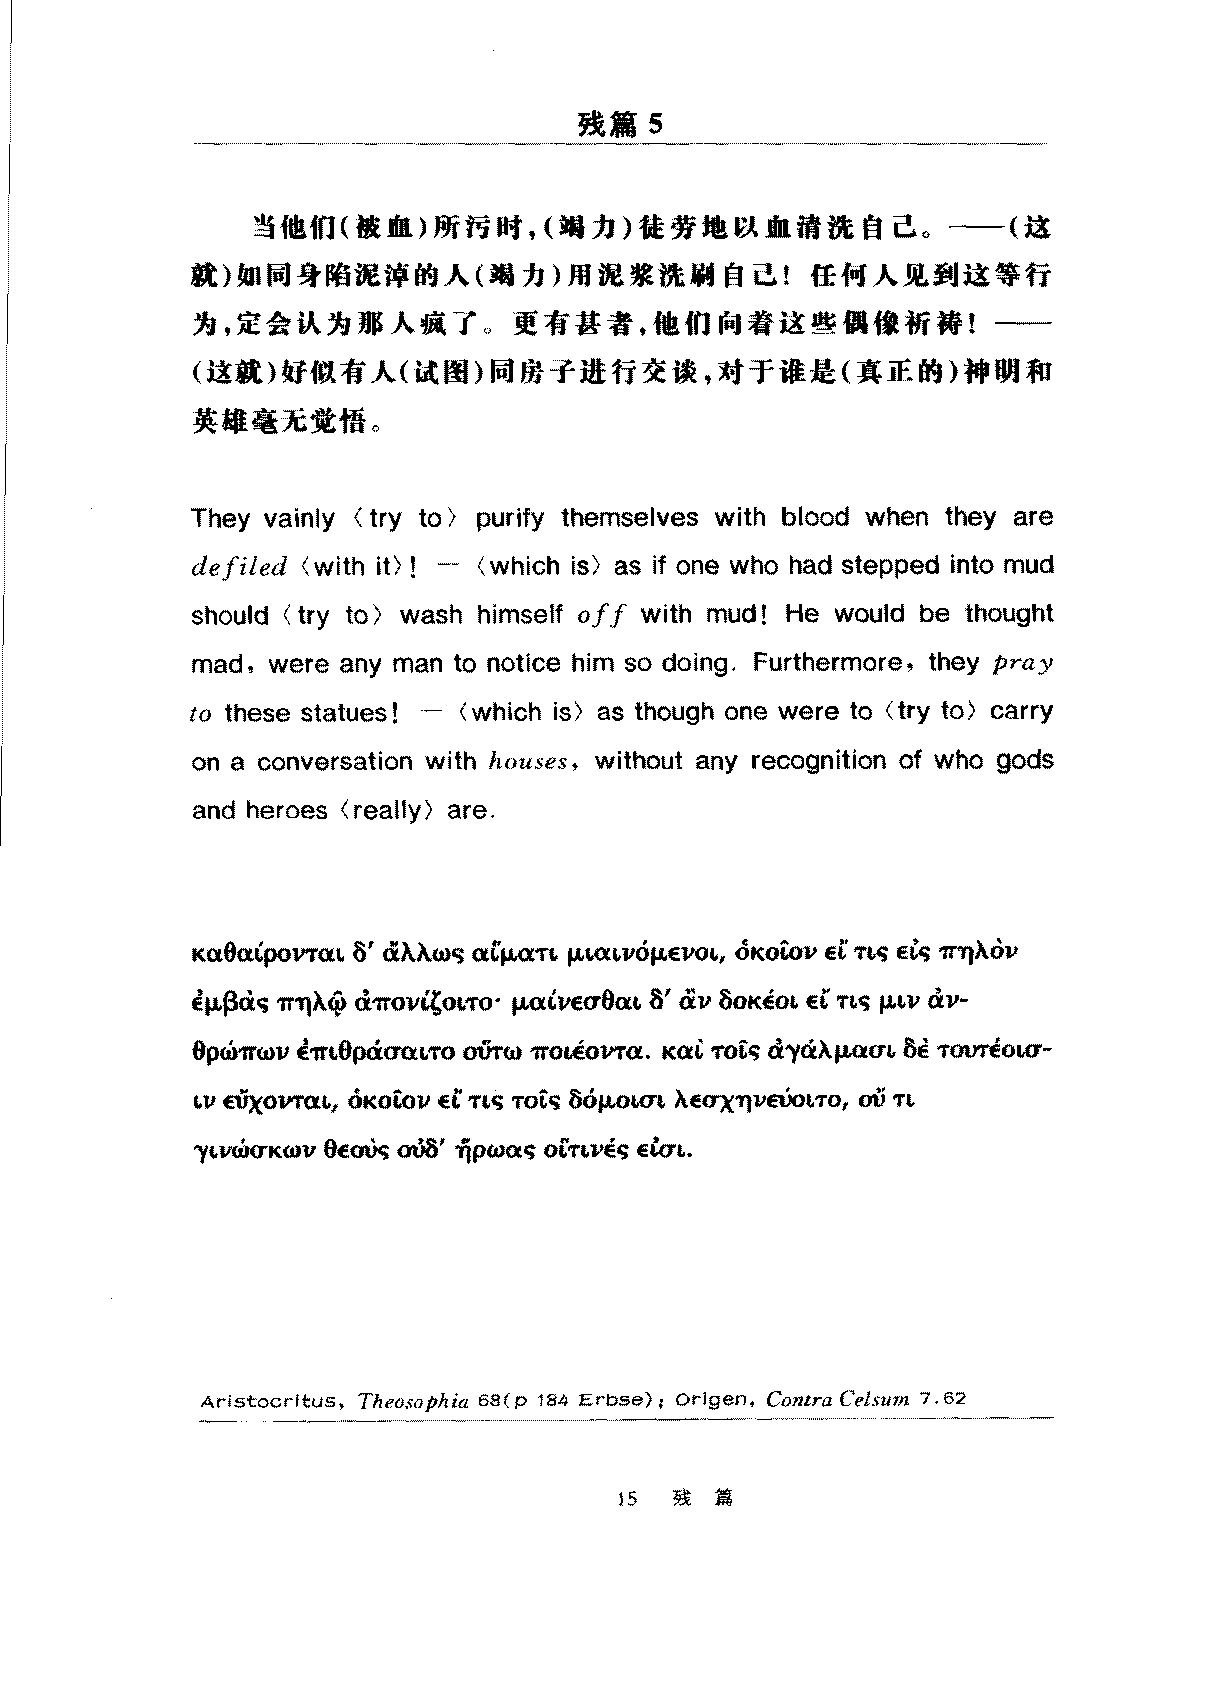 残篇 5
当他们(被血)所污时,(竭力)徒劳地以血清洗自己。——(这
就)如同身陷泥淖的人(竭力)用泥浆洗刷自己! 任何人见到这等行
为,定会认为那人疯了。更有甚者,他们向着这些偶像祈祷! ——
(这就)好似有人(试图)同房子进行交谈,对于谁是(真正的)神明和
英雄毫无觉悟。
They vainly 〈try to〉 purify themselves with blood when they are
defiled 〈with it〉! — 〈which is〉 as if one who had stepped into mud
should 〈try to〉 wash himself off with mud! He would be thought
mad, were any man to notice him so doing. Furthermore, they pray
to these statues! — 〈which is〉 as though one were to 〈try to〉 carry
on a conversation with houses, without any recognition of who gods
and heroes 〈really〉 are.
καθαίρονται δ' ἄλλως αἵματι μιαινόμενοι, ὁκοῖον εἴ τις εἰς πηλὸν
ἐμβὰς πηλῷ ἀπονίζοιτο· μαίνεσθαι δ' ἂν δοκέοι εἴ τις μιν ἀν-
θρώπων ἐπιθράσαιτο οὕτω ποιέοντα. καὶ τοῖς ἀγάλμασι δὲ τουτέοισ-
ιν εὔχονται, ὁκοῖον εἴ τις τοῖς δόμοισι λεσχηνεύοιτο, οὔ τι
γινώσκων θεοὺς οὐδ' ἥρωας οἵτινές εἰσι.
Aristocritus, Theosophia 68(p 184 Erbse); Origen, Contra Celsum 7.62
15 残 篇